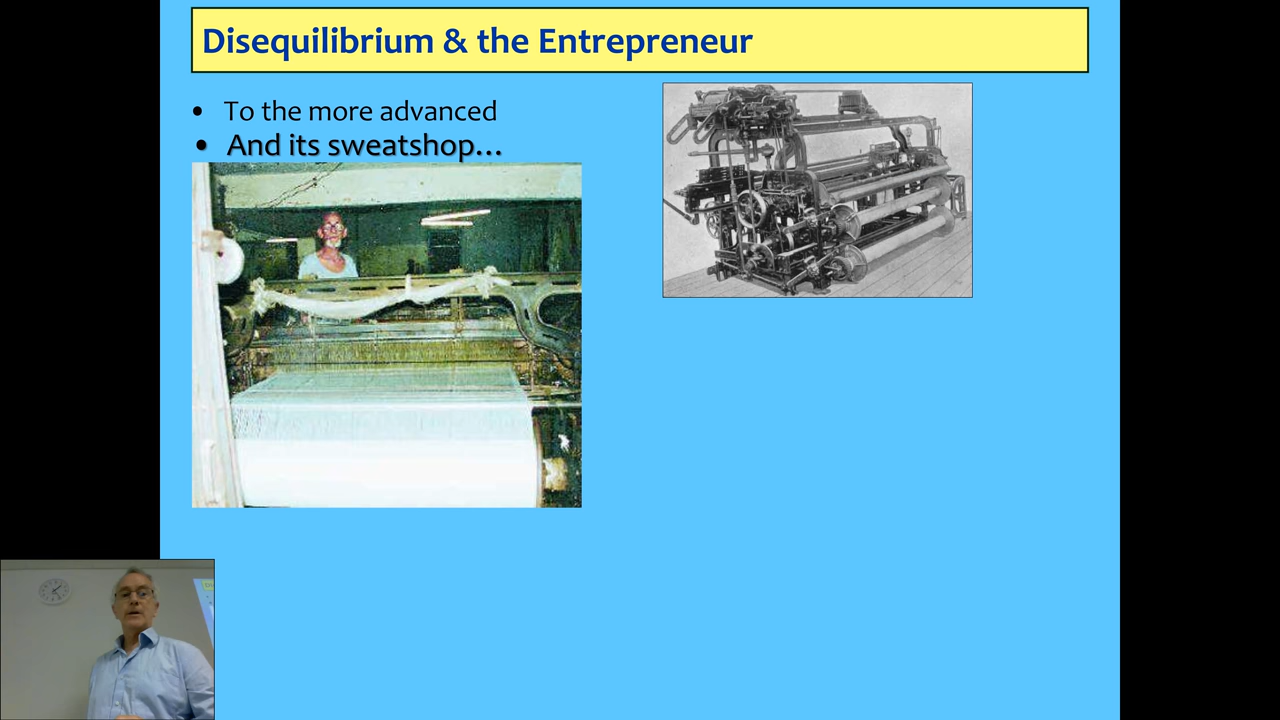 Disequilibrium & the Entrepreneur
• To the more advanced
• And its sweatshop…